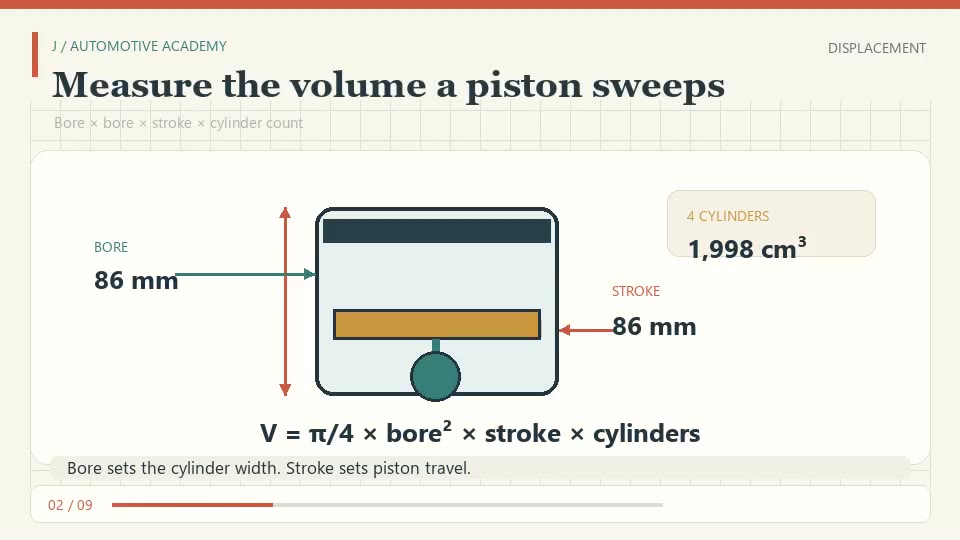 J / AUTOMOTIVE ACADEMY
DISPLACEMENT
Measure the volume a piston sweeps
Bore × bore × stroke × cylinder count
4 CYLINDERS
1,998 cm³
BORE
86 mm
STROKE
86 mm
V = π/4 × bore² × stroke × cylinders
Bore sets the cylinder width. Stroke sets piston travel.
02 / 09